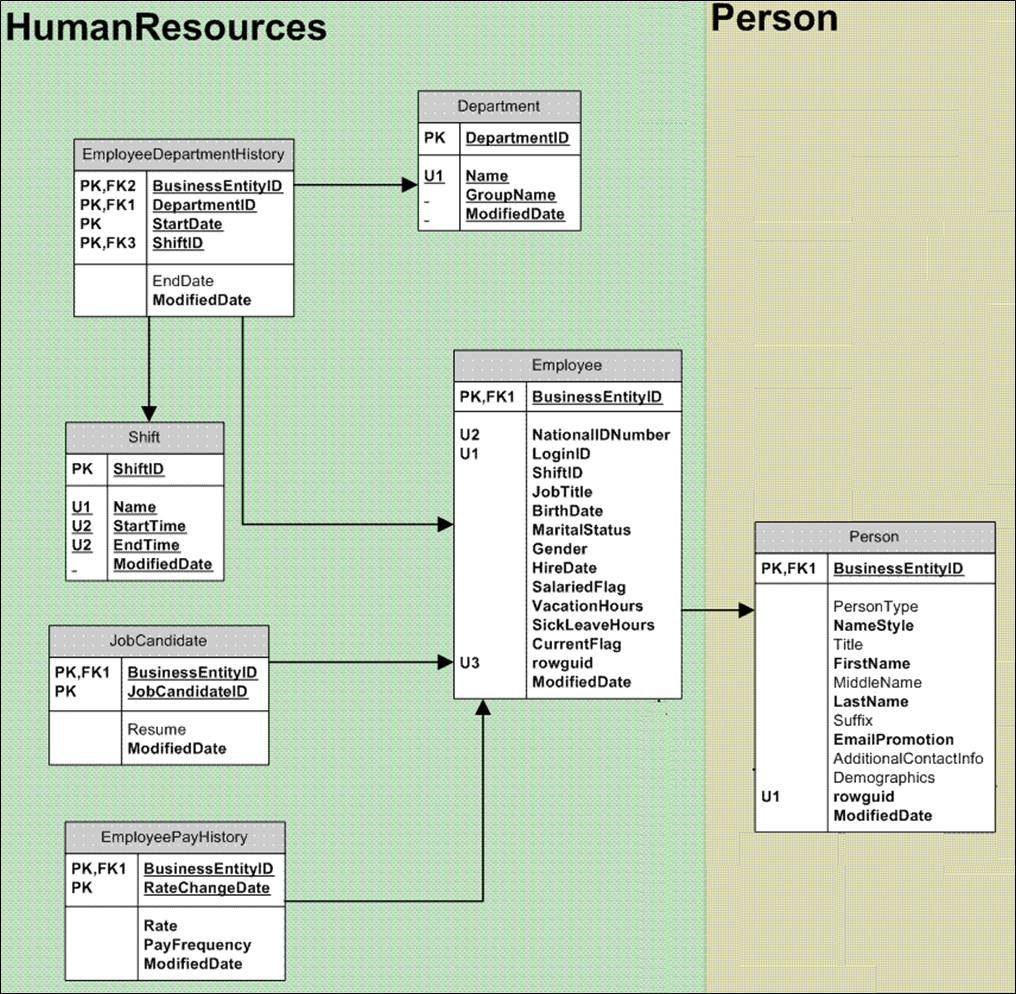 HumanResources
Person
Department
PK DepartmentID
U1 Name
_ GroupName
_ ModifiedDate
EmployeeDepartmentHistory
PK,FK2 BusinessEntityID
PK,FK1 DepartmentID
PK StartDate
PK,FK3 ShiftID
EndDate
ModifiedDate
Employee
PK,FK1 BusinessEntityID
U2 NationalIDNumber
U1 LoginID
ShiftID
JobTitle
BirthDate
MaritalStatus
Gender
HireDate
SalariedFlag
VacationHours
SickLeaveHours
CurrentFlag
U3 rowguid
ModifiedDate
Shift
PK ShiftID
U1 Name
U2 StartTime
U2 EndTime
_ ModifiedDate
Person
PK,FK1 BusinessEntityID
PersonType
NameStyle
Title
FirstName
MiddleName
LastName
Suffix
EmailPromotion
AdditionalContactInfo
Demographics
U1 rowguid
ModifiedDate
JobCandidate
PK,FK1 BusinessEntityID
PK JobCandidateID
Resume
ModifiedDate
EmployeePayHistory
PK,FK1 BusinessEntityID
PK RateChangeDate
Rate
PayFrequency
ModifiedDate